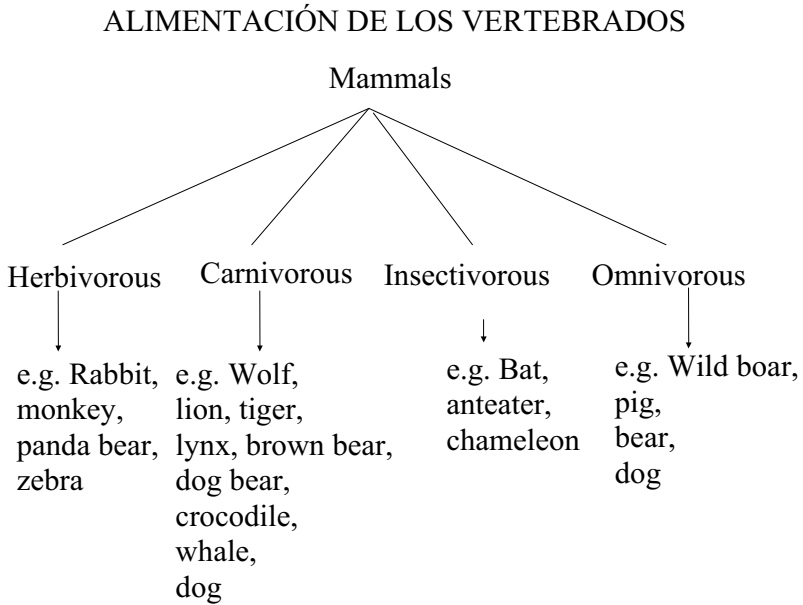 ALIMENTACIÓN DE LOS VERTEBRADOS
Mammals
Herbivorous
Carnivorous
Insectivorous
Omnivorous
e.g. Rabbit,
monkey,
panda bear,
zebra
e.g. Wolf,
lion, tiger,
lynx, brown bear,
dog bear,
crocodile,
whale,
dog
e.g. Bat,
anteater,
chameleon
e.g. Wild boar,
pig,
bear,
dog